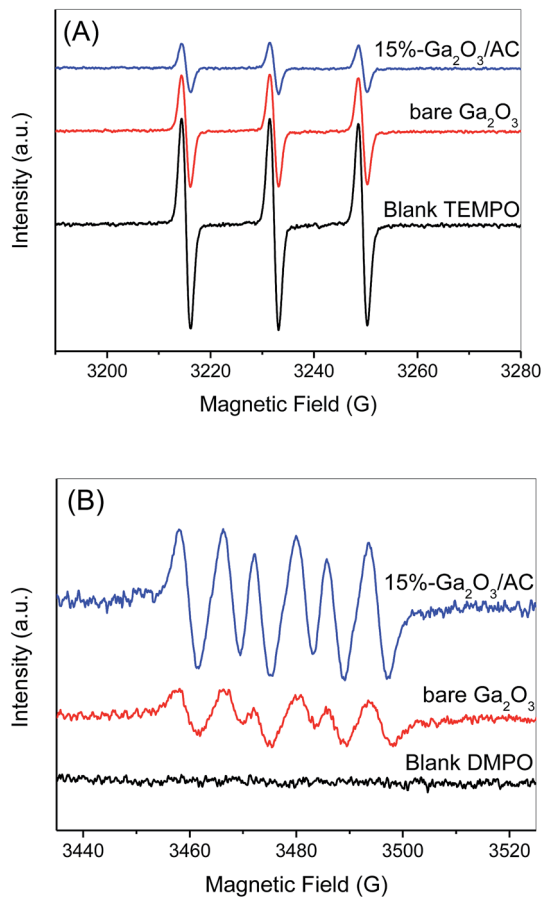 (A)
15%-Ga₂O₃/AC
bare Ga₂O₃
Blank TEMPO
Intensity (a.u.)
3200 3220 3240 3260 3280
Magnetic Field (G)
(B)
15%-Ga₂O₃/AC
bare Ga₂O₃
Blank DMPO
Intensity (a.u.)
3440 3460 3480 3500 3520
Magnetic Field (G)